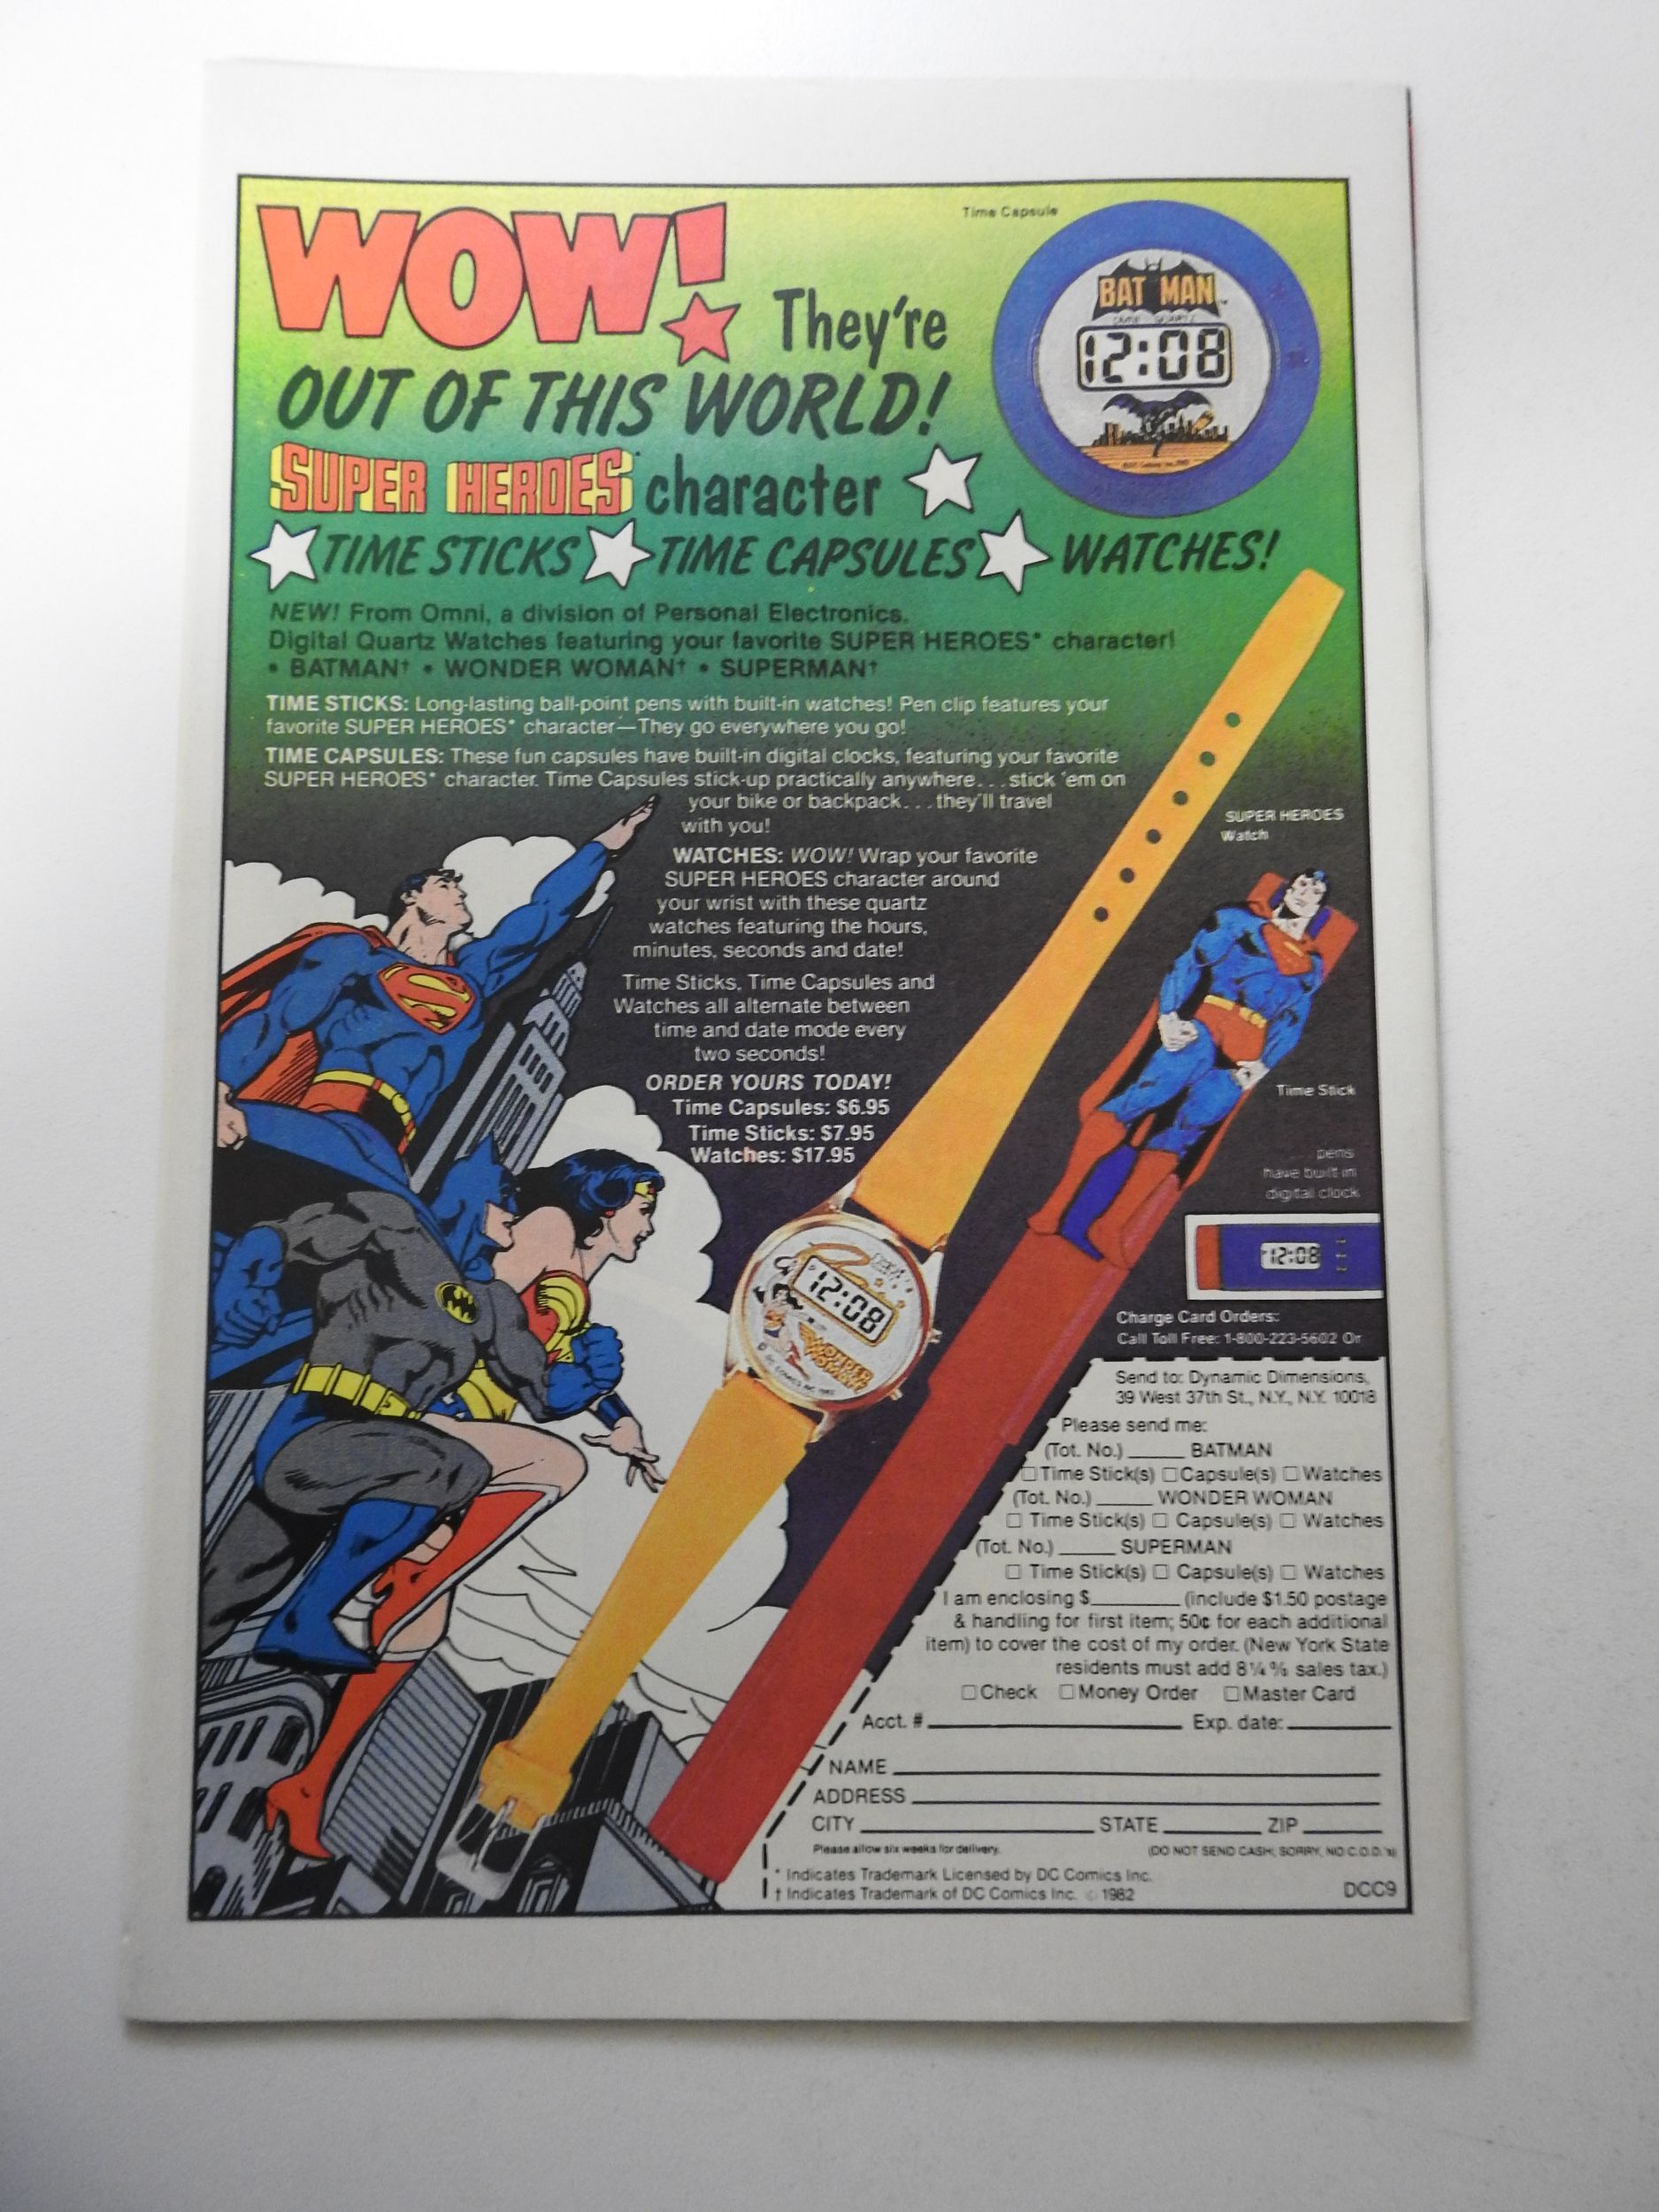 WOW! They're
OUT OF THIS WORLD!
SUPER HEROES* character
TIME STICKS TIME CAPSULES WATCHES!
Time Capsule
BATMAN
12:08
NEW! From Omni, a division of Personal Electronics.
Digital Quartz Watches featuring your favorite SUPER HEROES* character!
• BATMAN† • WONDER WOMAN† • SUPERMAN†
TIME STICKS: Long-lasting ball-point pens with built-in watches! Pen clip features your
favorite SUPER HEROES* character—They go everywhere you go!
TIME CAPSULES: These fun capsules have built-in digital clocks, featuring your favorite
SUPER HEROES* character. Time Capsules stick-up practically anywhere...stick 'em on
your bike or backpack...they'll travel
with you!
WATCHES: WOW! Wrap your favorite
SUPER HEROES character around
your wrist with these quartz
watches featuring the hours,
minutes, seconds and date!
Time Sticks, Time Capsules and
Watches all alternate between
time and date mode every
two seconds!
ORDER YOURS TODAY!
Time Capsules: $6.95
Time Sticks: $7.95
Watches: $17.95
SUPER HEROES
Watch
Time Stick
pens
have built-in
digital clock
12:08
12:08
WONDER
WOMAN
Charge Card Orders:
Call Toll Free: 1-800-223-5602 Or
Send to: Dynamic Dimensions,
39 West 37th St., N.Y., N.Y. 10018
Please send me:
(Tot. No.) ______ BATMAN
☐ Time Stick(s) ☐ Capsule(s) ☐ Watches
(Tot. No.) ______ WONDER WOMAN
☐ Time Stick(s) ☐ Capsule(s) ☐ Watches
(Tot. No.) ______ SUPERMAN
☐ Time Stick(s) ☐ Capsule(s) ☐ Watches
I am enclosing $________ (include $1.50 postage
& handling for first item; 50¢ for each additional
item) to cover the cost of my order. (New York State
residents must add 8¼% sales tax.)
☐ Check ☐ Money Order ☐ Master Card
Acct. # ________ Exp. date: ________
NAME ________
ADDRESS ________
CITY ________ STATE ________ ZIP ________
Please allow six weeks for delivery. (DO NOT SEND CASH, SORRY, NO C.O.D.'s)
* Indicates Trademark Licensed by DC Comics Inc.
† Indicates Trademark of DC Comics Inc. © 1982
DCC9